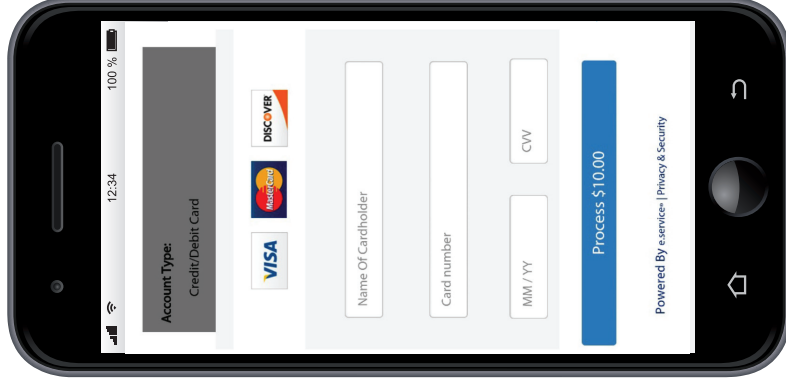 12:34
100 %
Account Type:
Credit/Debit Card
VISA
MasterCard
DISCOVER
Name Of Cardholder
Card number
MM / YY
CVV
Process $10.00
Powered By e.service® | Privacy & Security